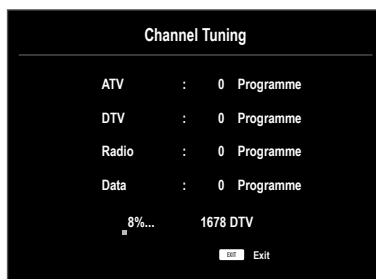 Channel Tuning
ATV : 0 Programme
DTV : 0 Programme
Radio : 0 Programme
Data : 0 Programme
8%... 1678 DTV
EXIT Exit